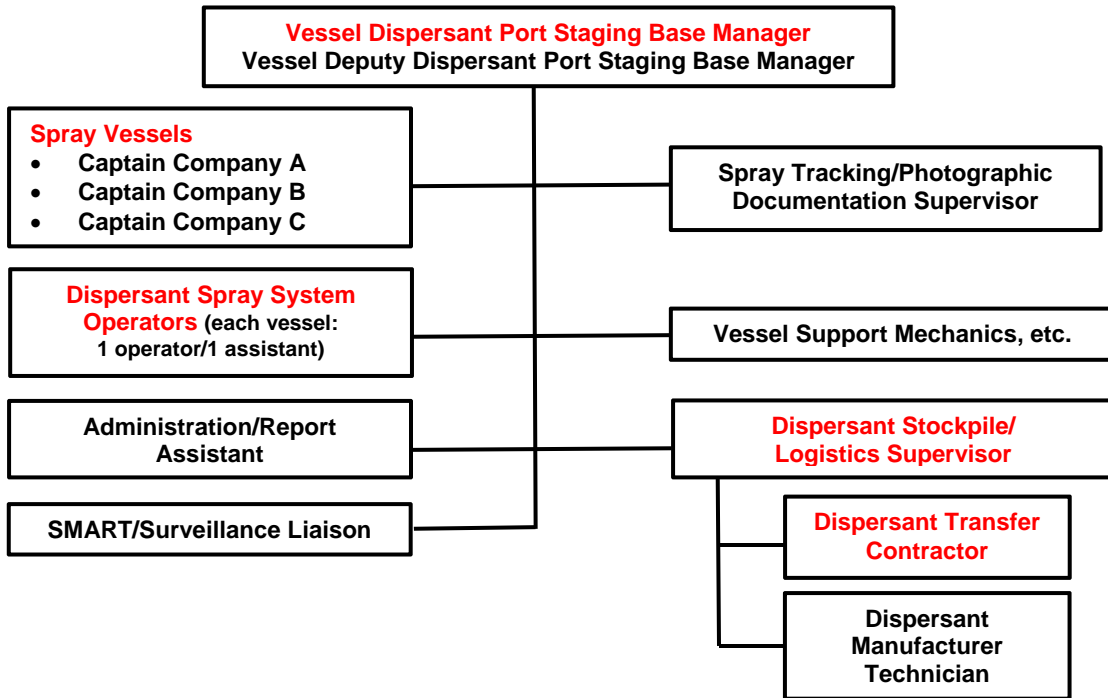 Vessel Dispersant Port Staging Base Manager
Vessel Deputy Dispersant Port Staging Base Manager
Spray Vessels
• Captain Company A
• Captain Company B
• Captain Company C
Spray Tracking/Photographic
Documentation Supervisor
Dispersant Spray System
Operators (each vessel:
1 operator/1 assistant)
Vessel Support Mechanics, etc.
Administration/Report
Assistant
Dispersant Stockpile/
Logistics Supervisor
SMART/Surveillance Liaison
Dispersant Transfer
Contractor
Dispersant
Manufacturer
Technician